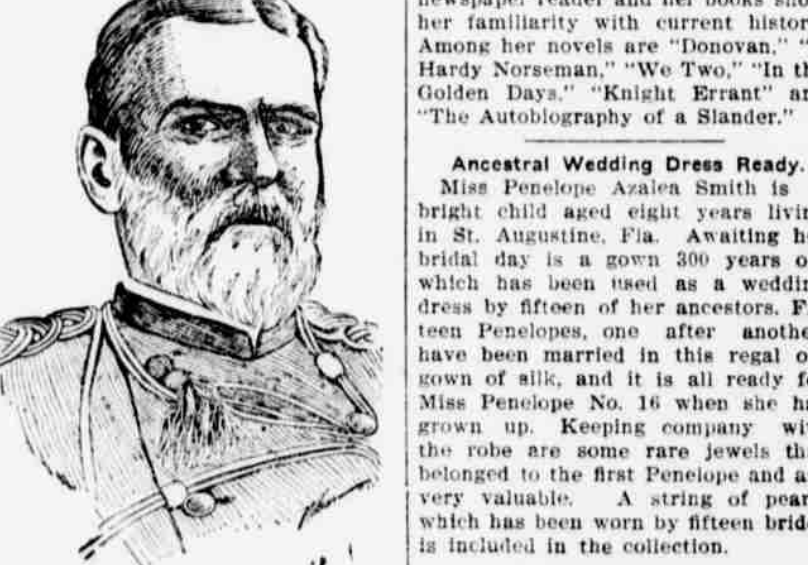 newspaper reader and her books sho
her familiarity with current histor
Among her novels are "Donovan," "
Hardy Norseman," "We Two," "In th
Golden Days," "Knight Errant" an
"The Autobiography of a Slander."
Ancestral Wedding Dress Ready.
Miss Penelope Azalea Smith is
bright child aged eight years livin
in St. Augustine, Fla. Awaiting h
bridal day is a gown 300 years o
which has been used as a weddin
dress by fifteen of her ancestors. F
teen Penelopes, one after anothe
have been married in this regal o
gown of silk, and it is all ready f
Miss Penelope No. 16 when she ha
grown up. Keeping company wi
the robe are some rare jewels th
belonged to the first Penelope and a
very valuable. A string of pear
which has been worn by fifteen brid
is included in the collection.